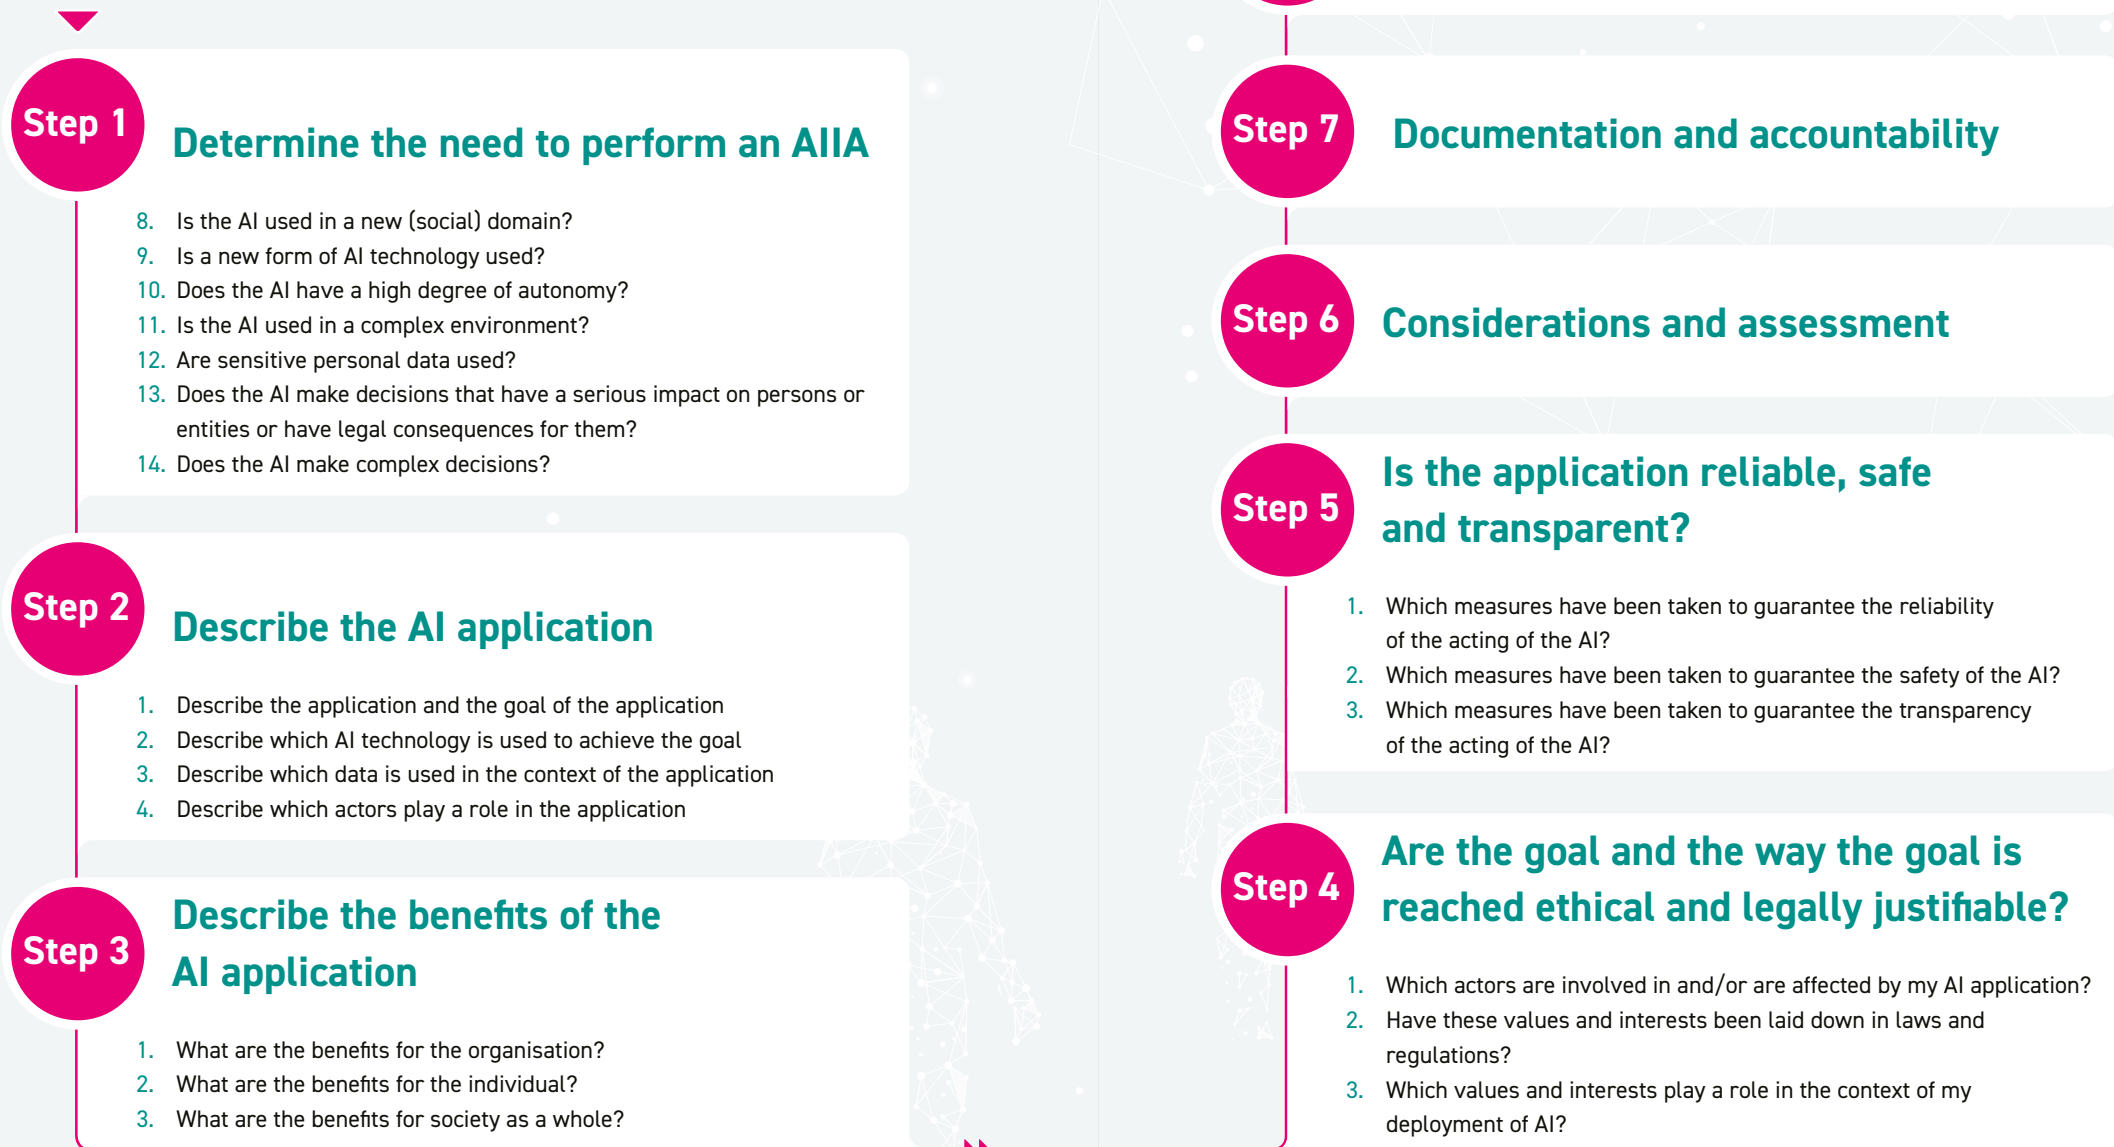 Step 1
Determine the need to perform an AIIA
8. Is the AI used in a new (social) domain?
9. Is a new form of AI technology used?
10. Does the AI have a high degree of autonomy?
11. Is the AI used in a complex environment?
12. Are sensitive personal data used?
13. Does the AI make decisions that have a serious impact on persons or
entities or have legal consequences for them?
14. Does the AI make complex decisions?
Step 2
Describe the AI application
1. Describe the application and the goal of the application
2. Describe which AI technology is used to achieve the goal
3. Describe which data is used in the context of the application
4. Describe which actors play a role in the application
Step 3
Describe the benefits of the
AI application
1. What are the benefits for the organisation?
2. What are the benefits for the individual?
3. What are the benefits for society as a whole?
Step 7
Documentation and accountability
Step 6
Considerations and assessment
Step 5
Is the application reliable, safe
and transparent?
1. Which measures have been taken to guarantee the reliability
of the acting of the AI?
2. Which measures have been taken to guarantee the safety of the AI?
3. Which measures have been taken to guarantee the transparency
of the acting of the AI?
Step 4
Are the goal and the way the goal is
reached ethical and legally justifiable?
1. Which actors are involved in and/or are affected by my AI application?
2. Have these values and interests been laid down in laws and
regulations?
3. Which values and interests play a role in the context of my
deployment of AI?